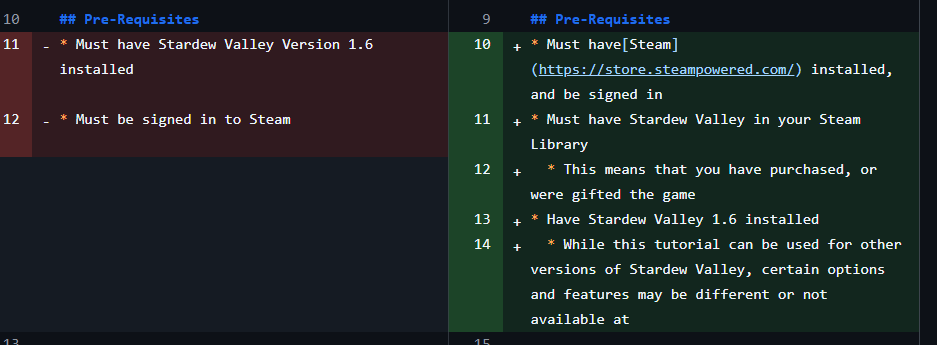 10 ## Pre-Requisites
11 - * Must have Stardew Valley Version 1.6
installed
12 - * Must be signed in to Steam
13
9 ## Pre-Requisites
10 + * Must have[Steam]
(https://store.steampowered.com/) installed,
and be signed in
11 + * Must have Stardew Valley in your Steam
Library
12 + * This means that you have purchased, or
were gifted the game
13 + * Have Stardew Valley 1.6 installed
14 + * While this tutorial can be used for other
versions of Stardew Valley, certain options
and features may be different or not
available at
15